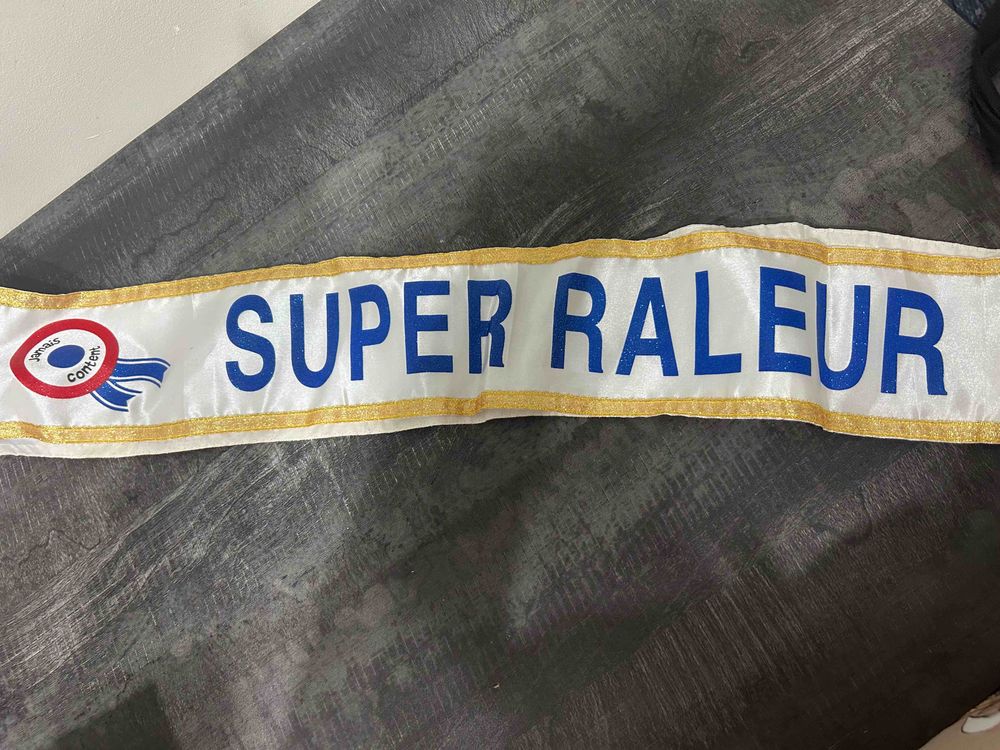 Jamais
content
SUPER RALEUR